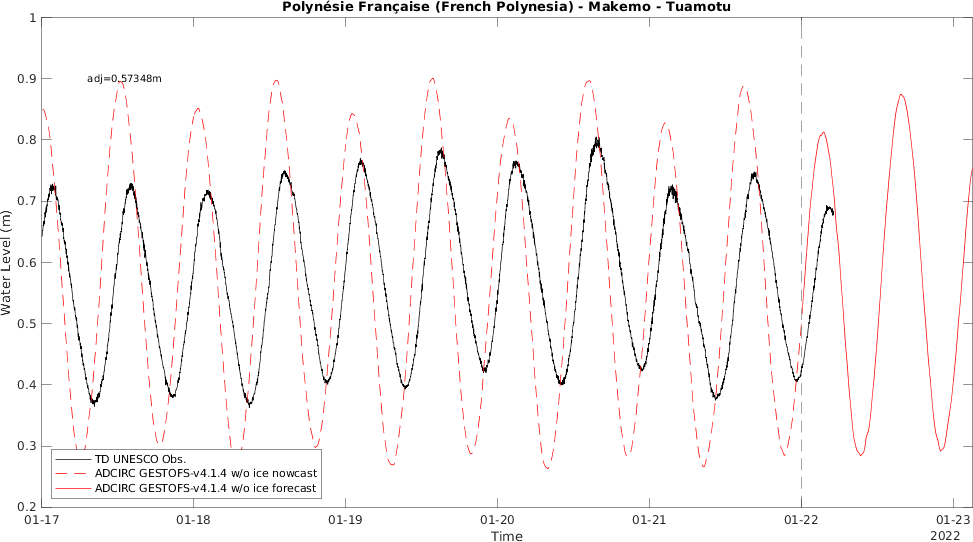 Polynésie Française (French Polynesia) - Makemo - Tuamotu
1
0.9
0.8
0.7
0.6
0.5
0.4
0.3
0.2
Water Level (m)
adj=0.57348m
TD UNESCO Obs.
ADCIRC GESTOFS-v4.1.4 w/o ice nowcast
ADCIRC GESTOFS-v4.1.4 w/o ice forecast
01-17 01-18 01-19 01-20 01-21 01-22 01-23
Time
2022